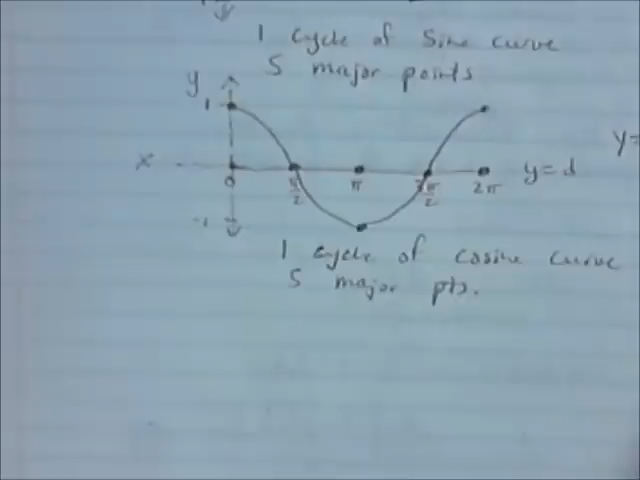 1 cycle of Sine curve
5 major points
y
1
x
0 π/2 π 3π/2 2π y=d
-1
1 cycle of cosine curve
5 major pts.
y=